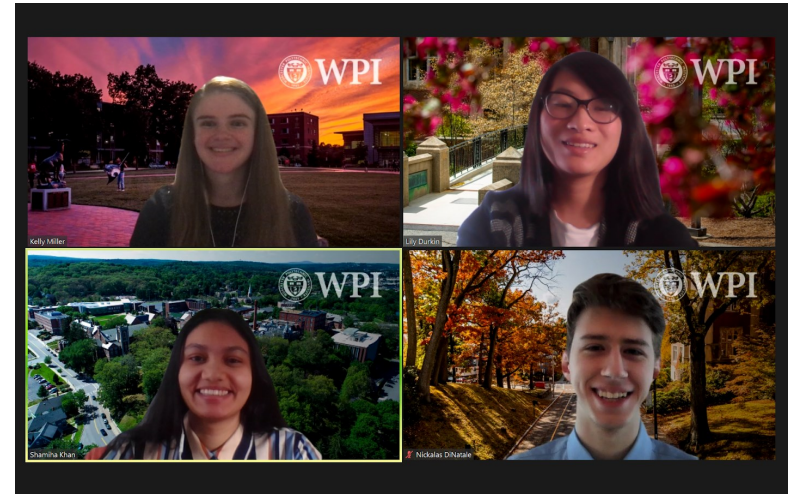 WPI
Kelly Miller
WPI
Lily Durkin
WPI
Shamiha Khan
WPI
Nickalas DiNatale